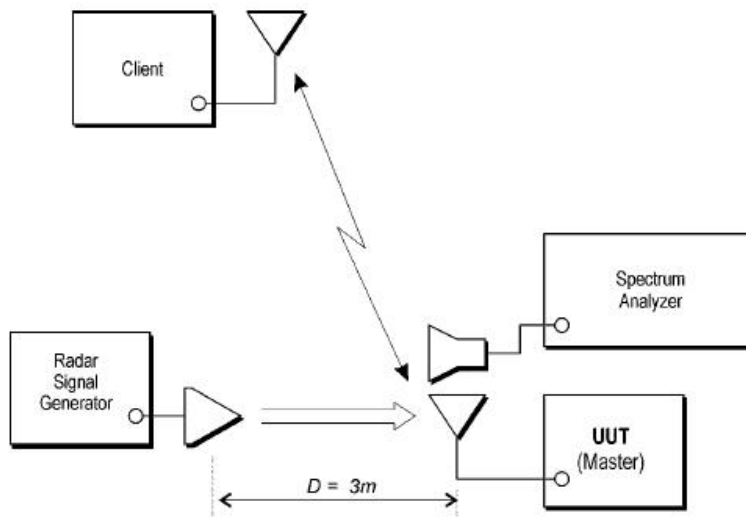 Client
Spectrum
Analyzer
Radar
Signal
Generator
UUT
(Master)
D = 3m